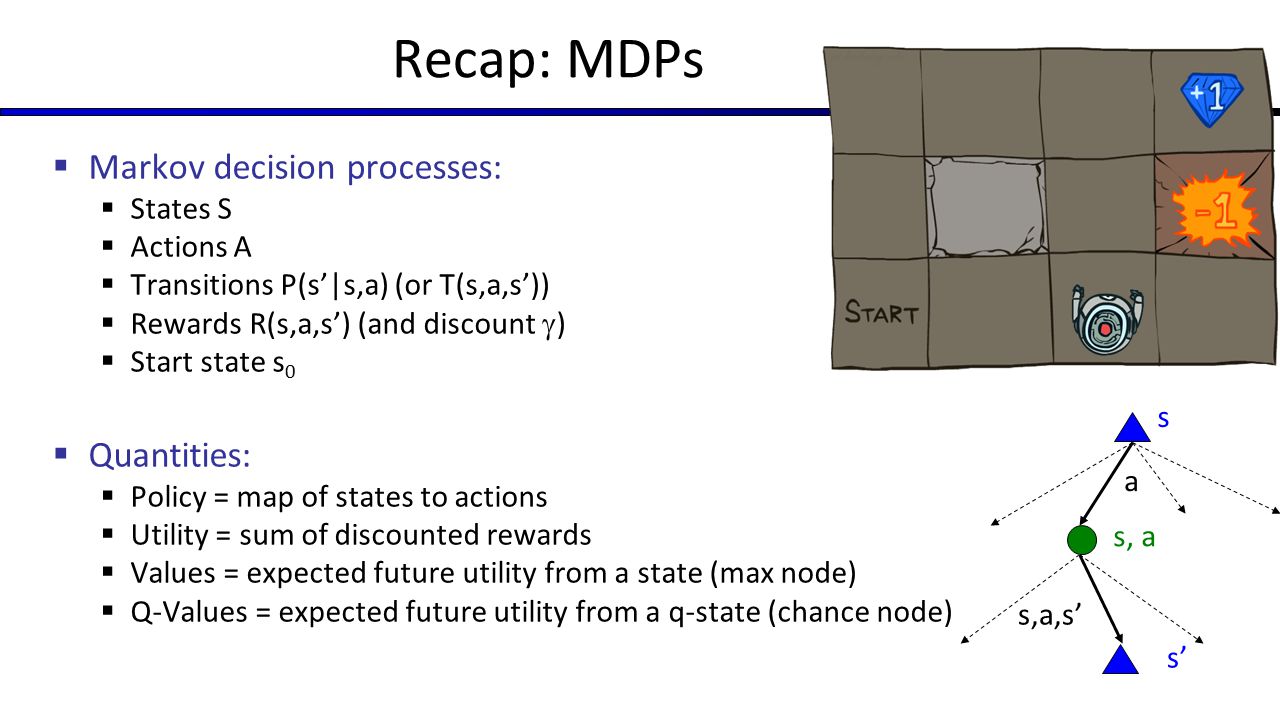 Recap: MDPs
▪ Markov decision processes:
▪ States S
▪ Actions A
▪ Transitions P(s’|s,a) (or T(s,a,s’))
▪ Rewards R(s,a,s’) (and discount γ)
▪ Start state s₀
▪ Quantities:
▪ Policy = map of states to actions
▪ Utility = sum of discounted rewards
▪ Values = expected future utility from a state (max node)
▪ Q-Values = expected future utility from a q-state (chance node)
+1
-1
START
s
a
s, a
s,a,s’
s’